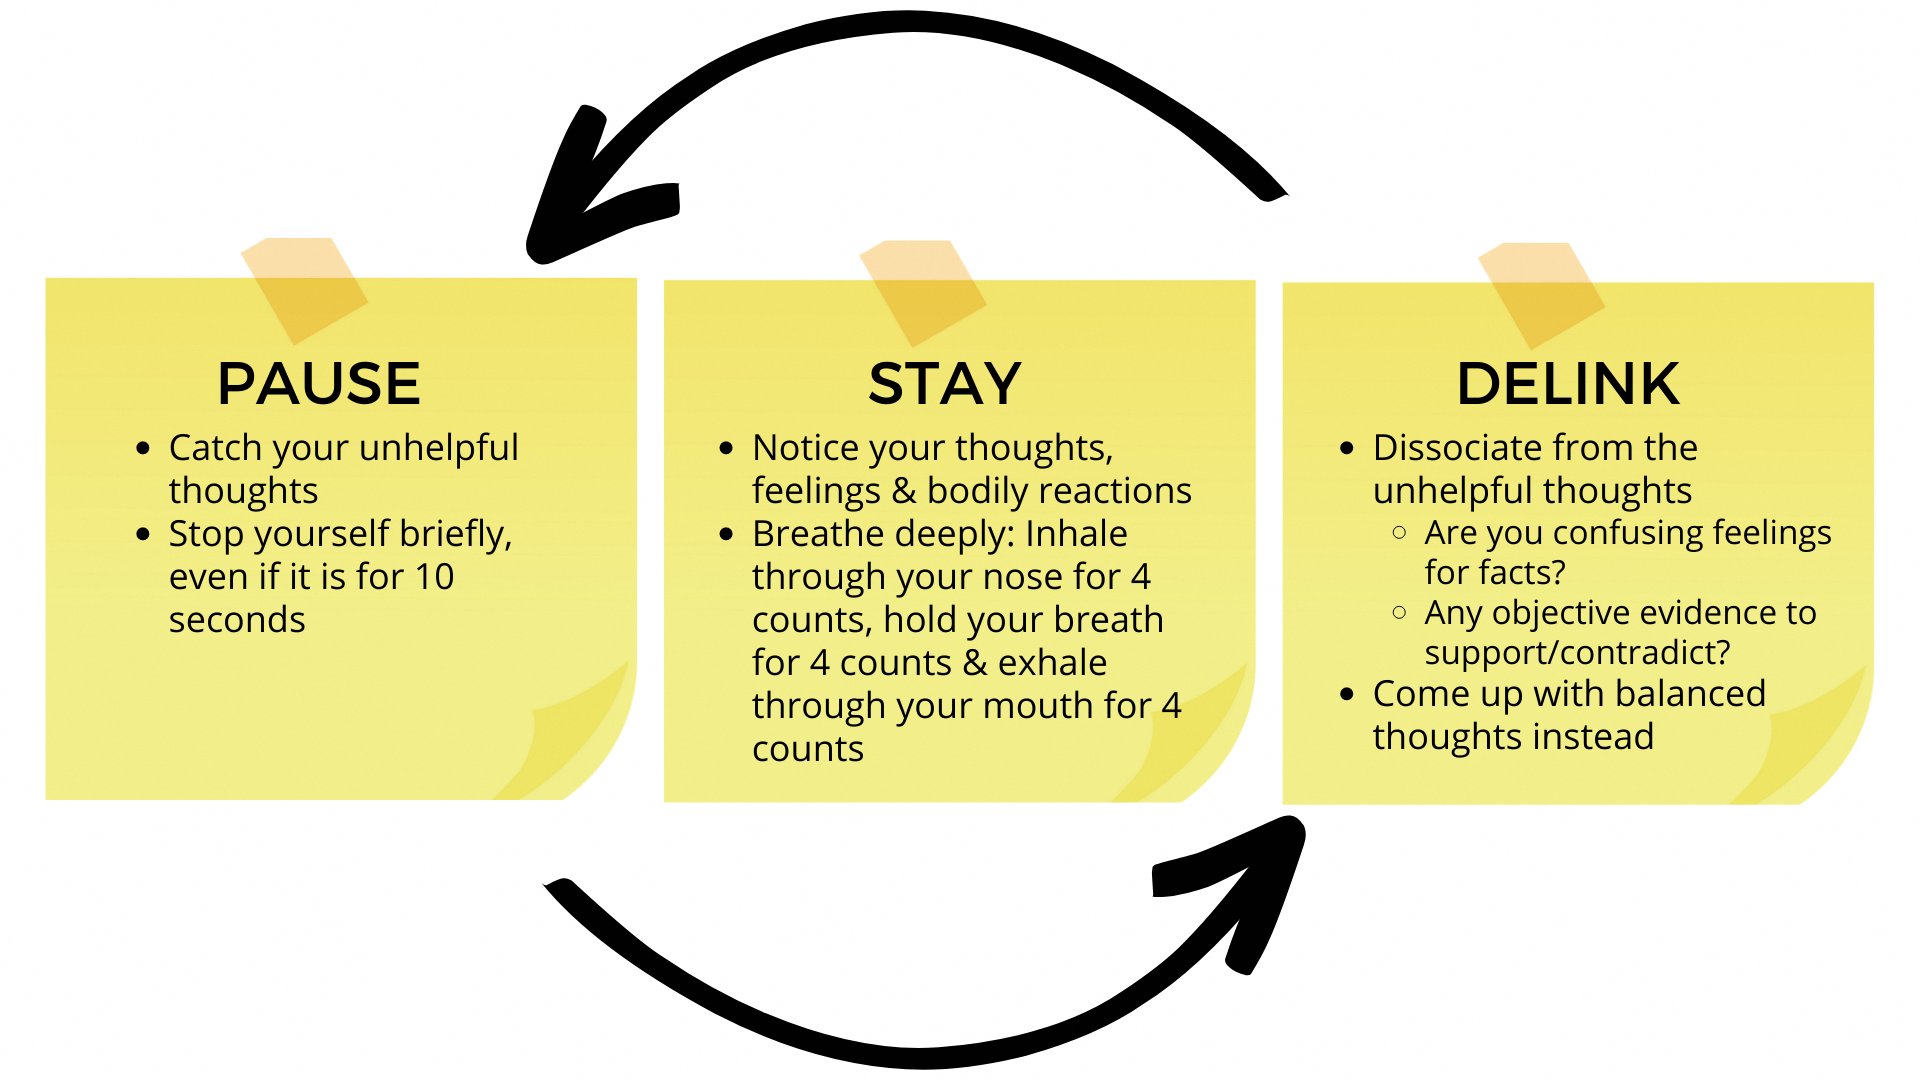 PAUSE
• Catch your unhelpful
thoughts
• Stop yourself briefly,
even if it is for 10
seconds
STAY
• Notice your thoughts,
feelings & bodily reactions
• Breathe deeply: Inhale
through your nose for 4
counts, hold your breath
for 4 counts & exhale
through your mouth for 4
counts
DELINK
• Dissociate from the
unhelpful thoughts
○ Are you confusing feelings
for facts?
○ Any objective evidence to
support/contradict?
• Come up with balanced
thoughts instead